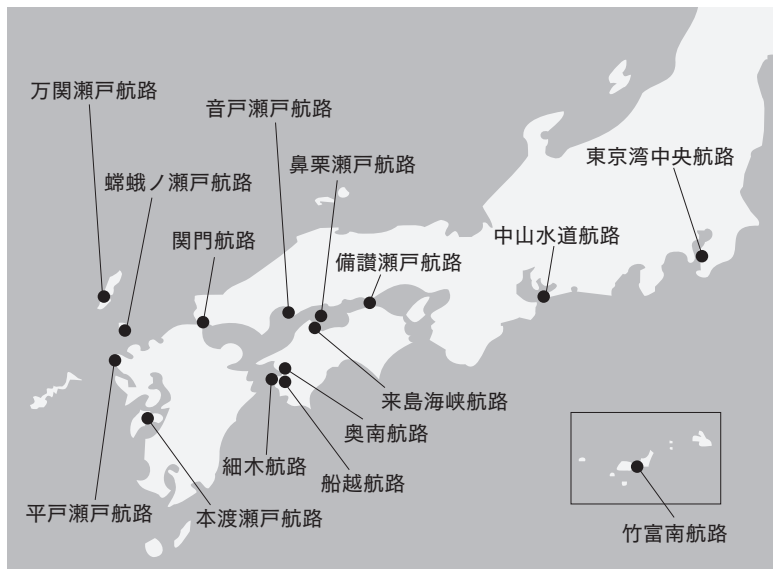 万関瀬戸航路
音戸瀬戸航路
東京湾中央航路
鼻栗瀬戸航路
蠑蛾ノ瀬戸航路
関門航路
中山水道航路
備讃瀬戸航路
来島海峡航路
奥南航路
細木航路
船越航路
平戸瀬戸航路
本渡瀬戸航路
竹富南航路